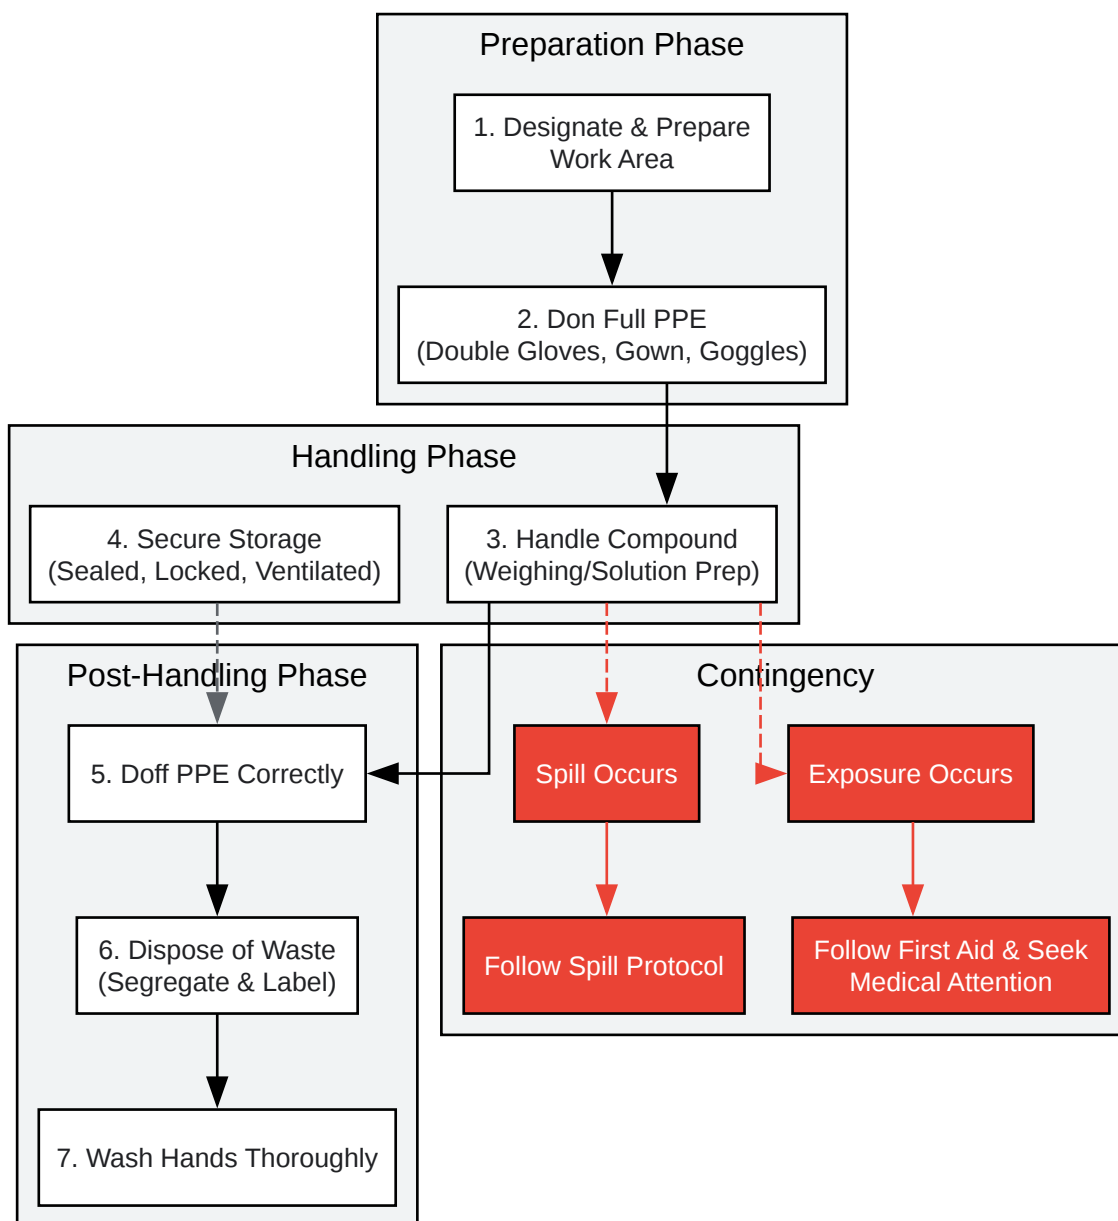 Preparation Phase
1. Designate & Prepare
Work Area
2. Don Full PPE
(Double Gloves, Gown, Goggles)
Handling Phase
4. Secure Storage
(Sealed, Locked, Ventilated)
3. Handle Compound
(Weighing/Solution Prep)
Post-Handling Phase
5. Doff PPE Correctly
6. Dispose of Waste
(Segregate & Label)
7. Wash Hands Thoroughly
Contingency
Spill Occurs
Exposure Occurs
Follow Spill Protocol
Follow First Aid & Seek
Medical Attention